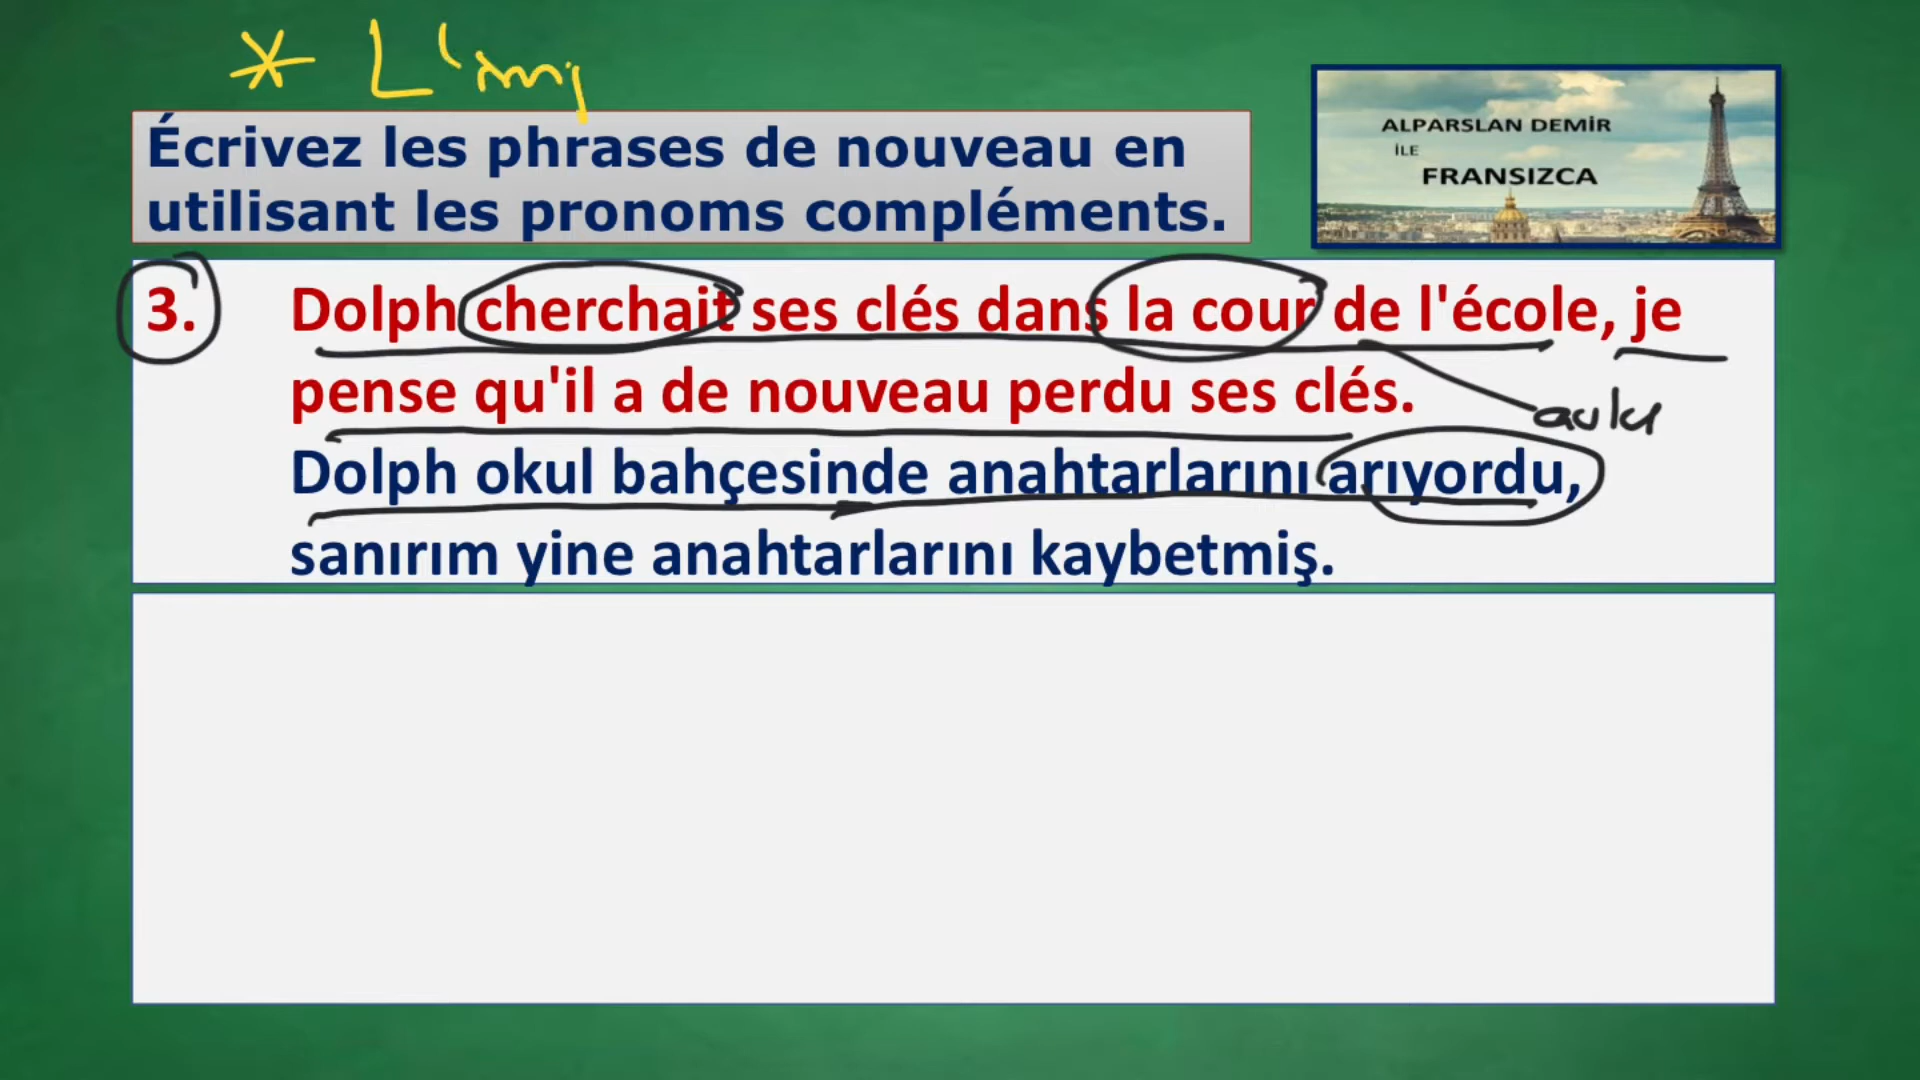 * L'imp
Écrivez les phrases de nouveau en
utilisant les pronoms compléments.
ALPARSLAN DEMİR
İLE
FRANSIZCA
3. Dolph cherchait ses clés dans la cour de l'école, je
pense qu'il a de nouveau perdu ses clés.
avlu
Dolph okul bahçesinde anahtarlarını arıyordu,
sanırım yine anahtarlarını kaybetmiş.